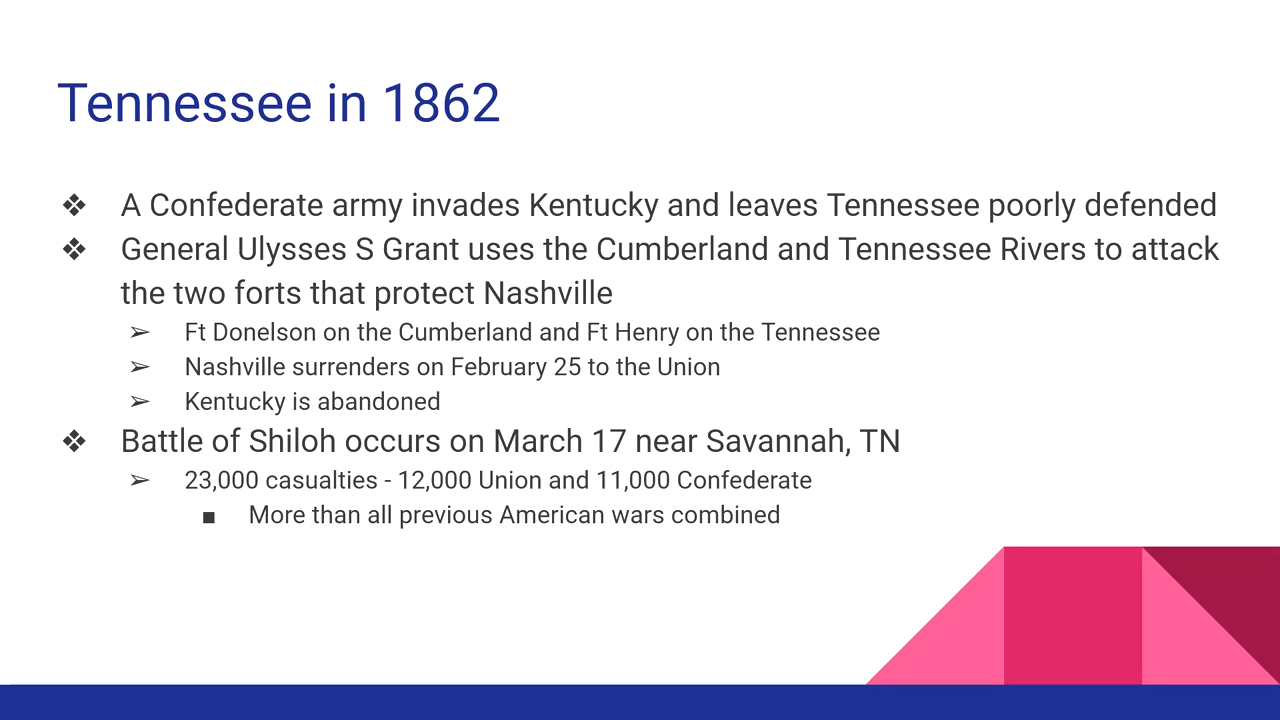 Tennessee in 1862
❖ A Confederate army invades Kentucky and leaves Tennessee poorly defended
❖ General Ulysses S Grant uses the Cumberland and Tennessee Rivers to attack
the two forts that protect Nashville
➢ Ft Donelson on the Cumberland and Ft Henry on the Tennessee
➢ Nashville surrenders on February 25 to the Union
➢ Kentucky is abandoned
❖ Battle of Shiloh occurs on March 17 near Savannah, TN
➢ 23,000 casualties - 12,000 Union and 11,000 Confederate
■ More than all previous American wars combined